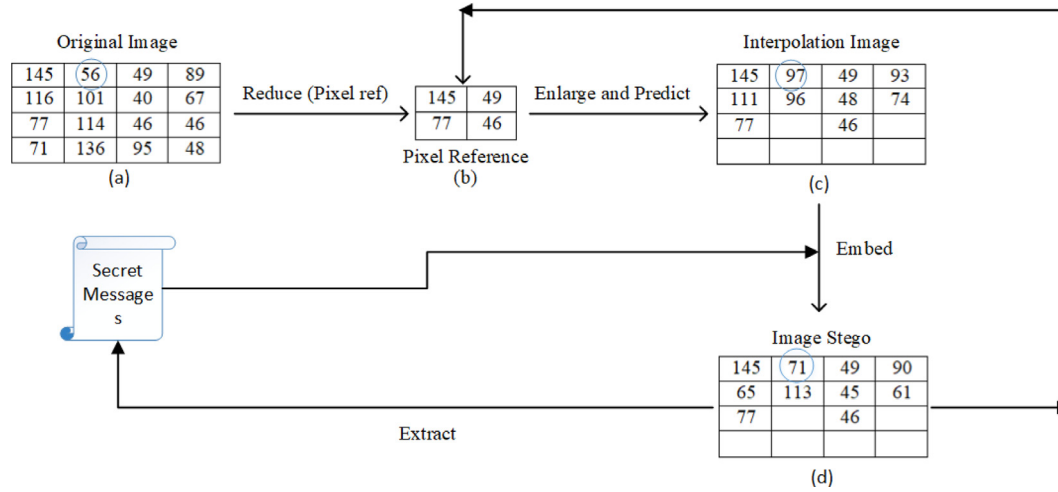 Original Image
145 56 49 89
116 101 40 67
77 114 46 46
71 136 95 48
(a)
Reduce (Pixel ref)
145 49
77 46
Pixel Reference
(b)
Enlarge and Predict
Interpolation Image
145 97 49 93
111 96 48 74
77 46
(c)
Embed
Secret
Message
s
Extract
Image Stego
145 71 49 90
65 113 45 61
77 46
(d)